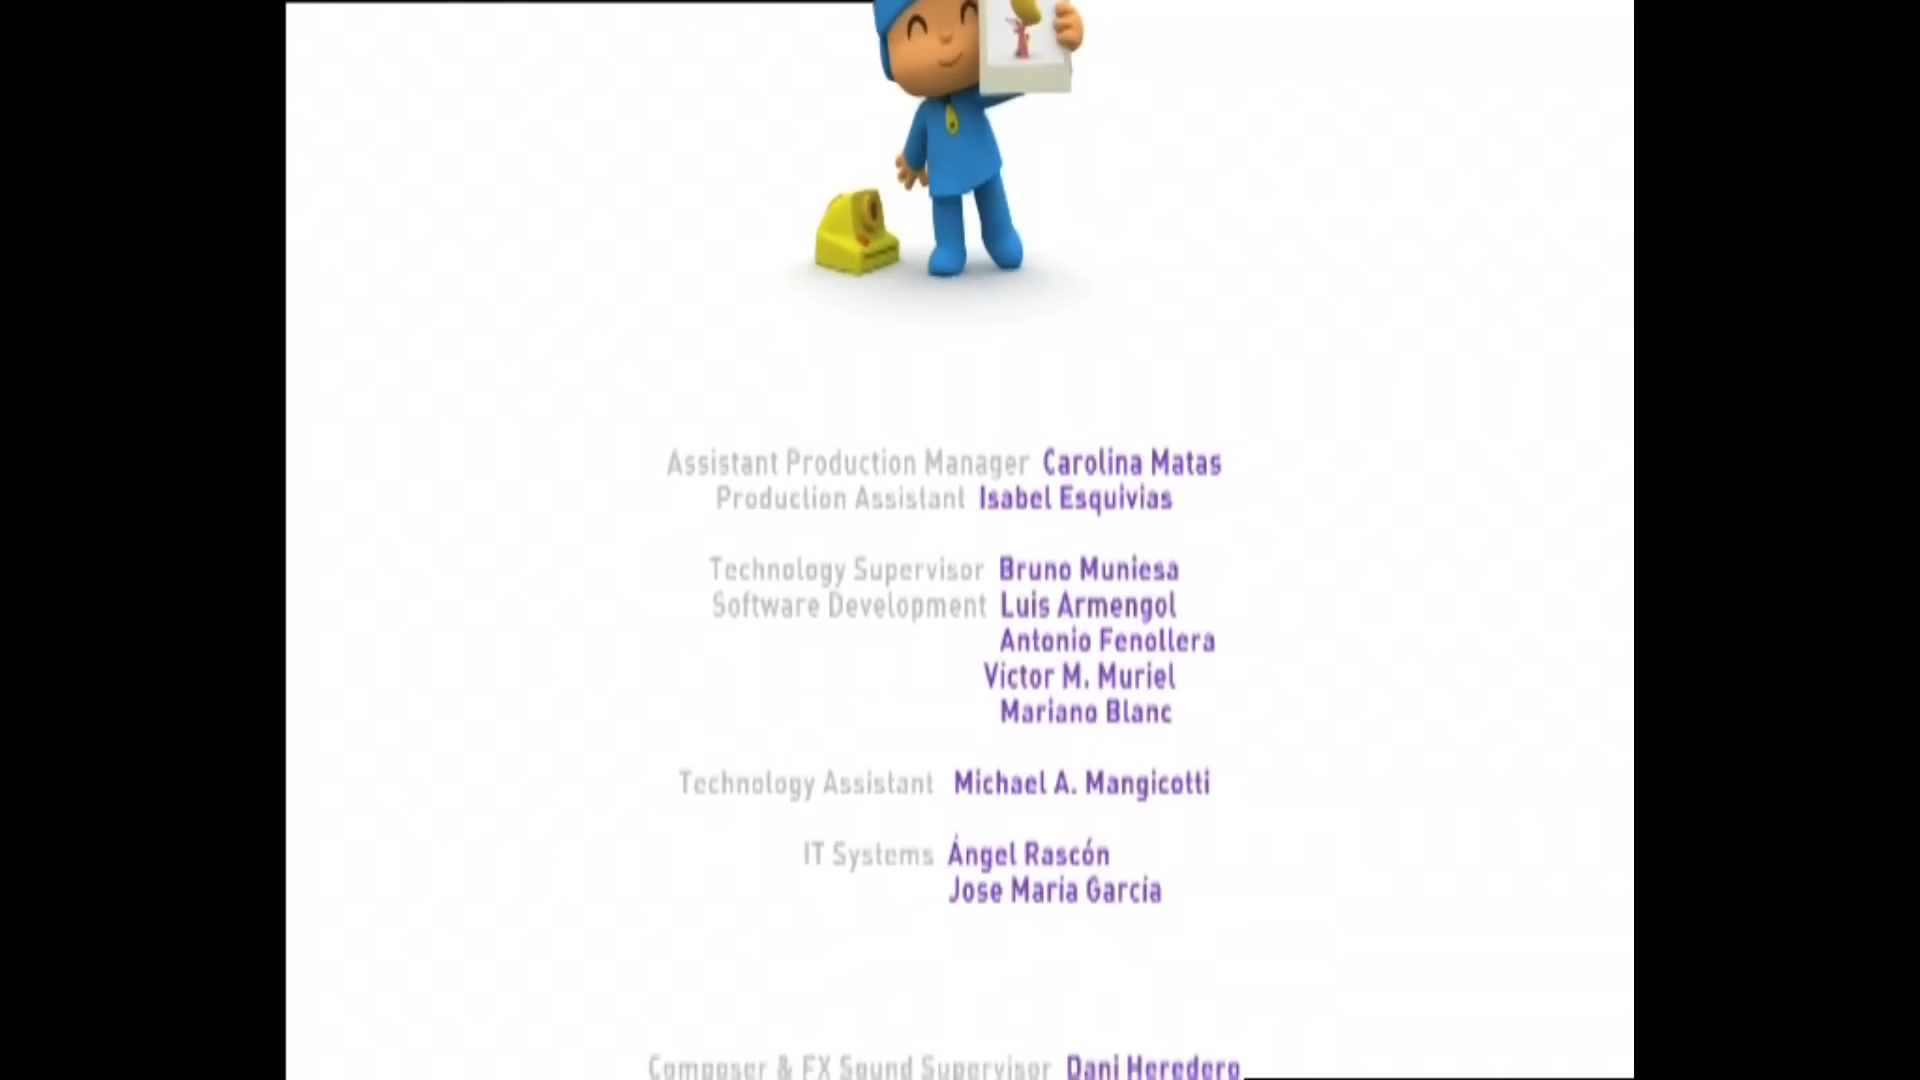 Assistant Production Manager Carolina Matas
Production Assistant Isabel Esquivias
Technology Supervisor Bruno Muniesa
Software Development Luis Armengol
Antonio Fenollera
Victor M. Muriel
Mariano Blanc
Technology Assistant Michael A. Mangicotti
IT Systems Ángel Rascón
Jose Maria Garcia
Composer & FX Sound Supervisor Dani Heredero